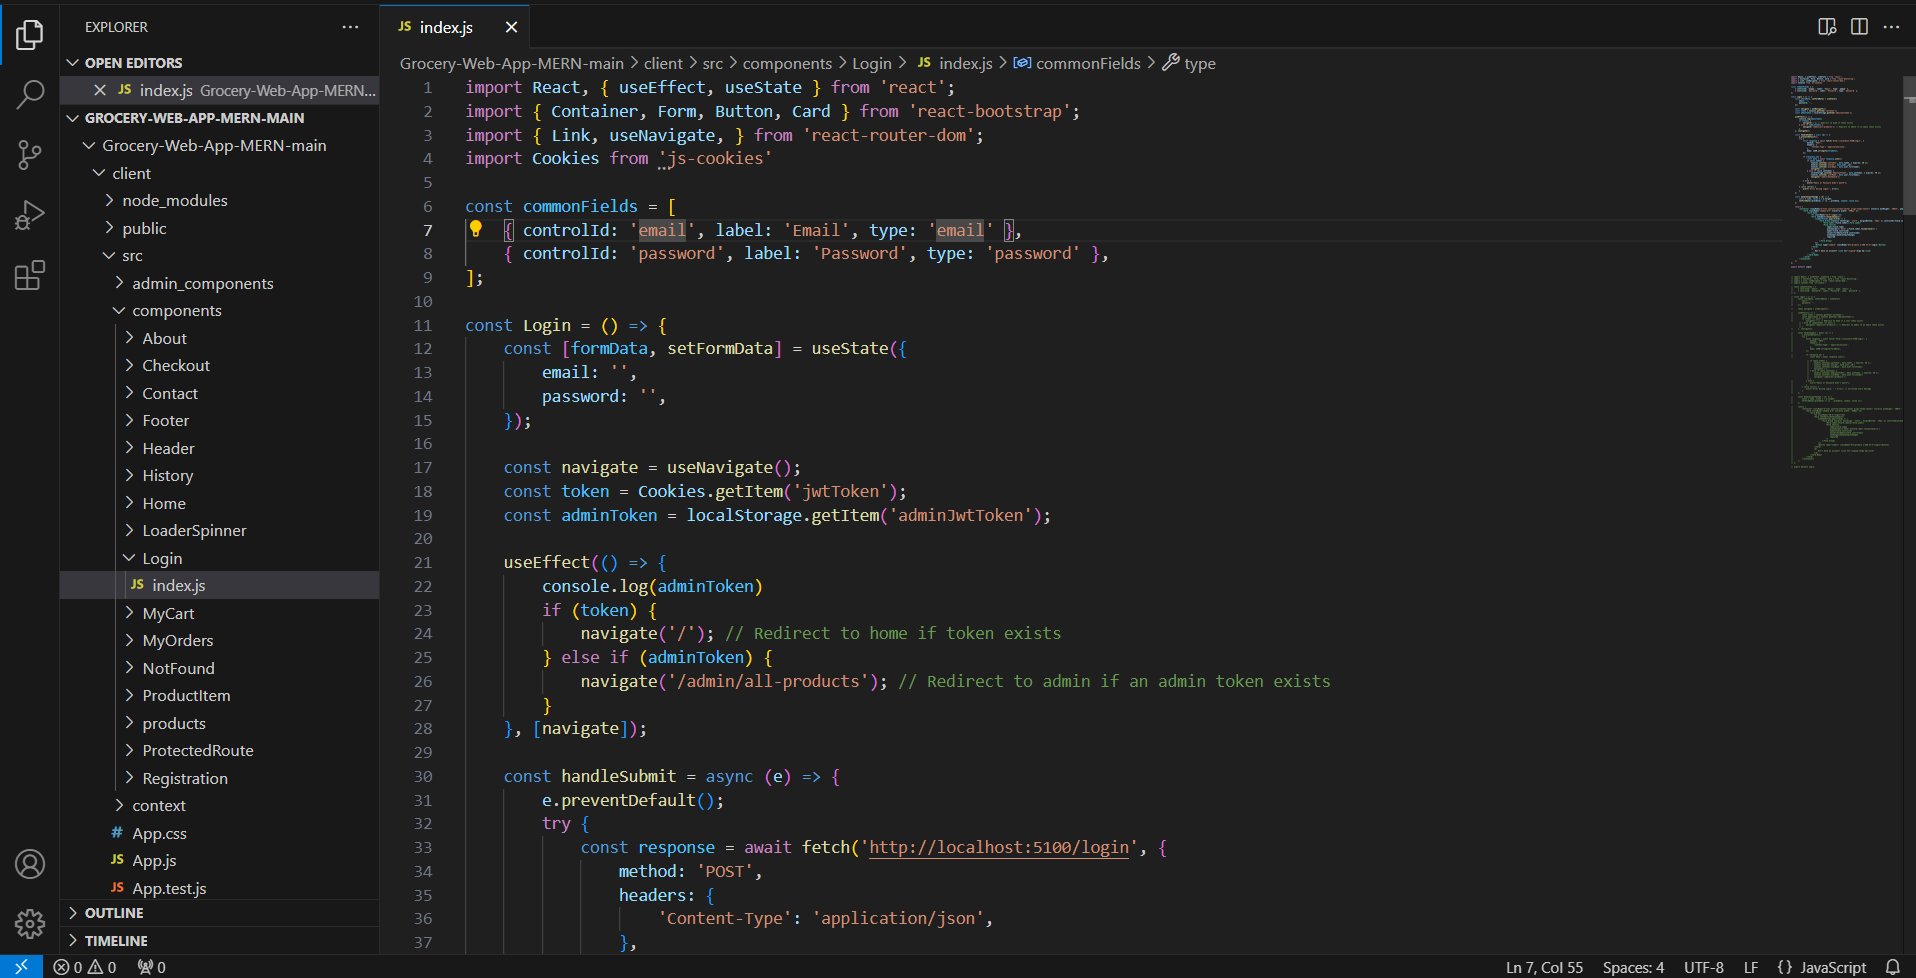 EXPLORER
OPEN EDITORS
JS index.js Grocery-Web-App-MERN...
GROCERY-WEB-APP-MERN-MAIN
Grocery-Web-App-MERN-main
client
node_modules
public
src
admin_components
components
About
Checkout
Contact
Footer
Header
History
Home
LoaderSpinner
Login
JS index.js
MyCart
MyOrders
NotFound
ProductItem
products
ProtectedRoute
Registration
context
# App.css
JS App.js
JS App.test.js
OUTLINE
TIMELINE
JS index.js
Grocery-Web-App-MERN-main > client > src > components > Login > JS index.js > commonFields > type
1 import React, { useEffect, useState } from 'react';
2 import { Container, Form, Button, Card } from 'react-bootstrap';
3 import { Link, useNavigate, } from 'react-router-dom';
4 import Cookies from 'js-cookies'
5
6 const commonFields = [
7 { controlId: 'email', label: 'Email', type: 'email' },
8 { controlId: 'password', label: 'Password', type: 'password' },
9 ];
10
11 const Login = () => {
12 const [formData, setFormData] = useState({
13 email: '',
14 password: '',
15 });
16
17 const navigate = useNavigate();
18 const token = Cookies.getItem('jwtToken');
19 const adminToken = localStorage.getItem('adminJwtToken');
20
21 useEffect(() => {
22 console.log(adminToken)
23 if (token) {
24 navigate('/'); // Redirect to home if token exists
25 } else if (adminToken) {
26 navigate('/admin/all-products'); // Redirect to admin if an admin token exists
27 }
28 }, [navigate]);
29
30 const handleSubmit = async (e) => {
31 e.preventDefault();
32 try {
33 const response = await fetch('http://localhost:5100/login', {
34 method: 'POST',
35 headers: {
36 'Content-Type': 'application/json',
37 },
0 0 0
Ln 7, Col 55 Spaces: 4 UTF-8 LF {} JavaScript